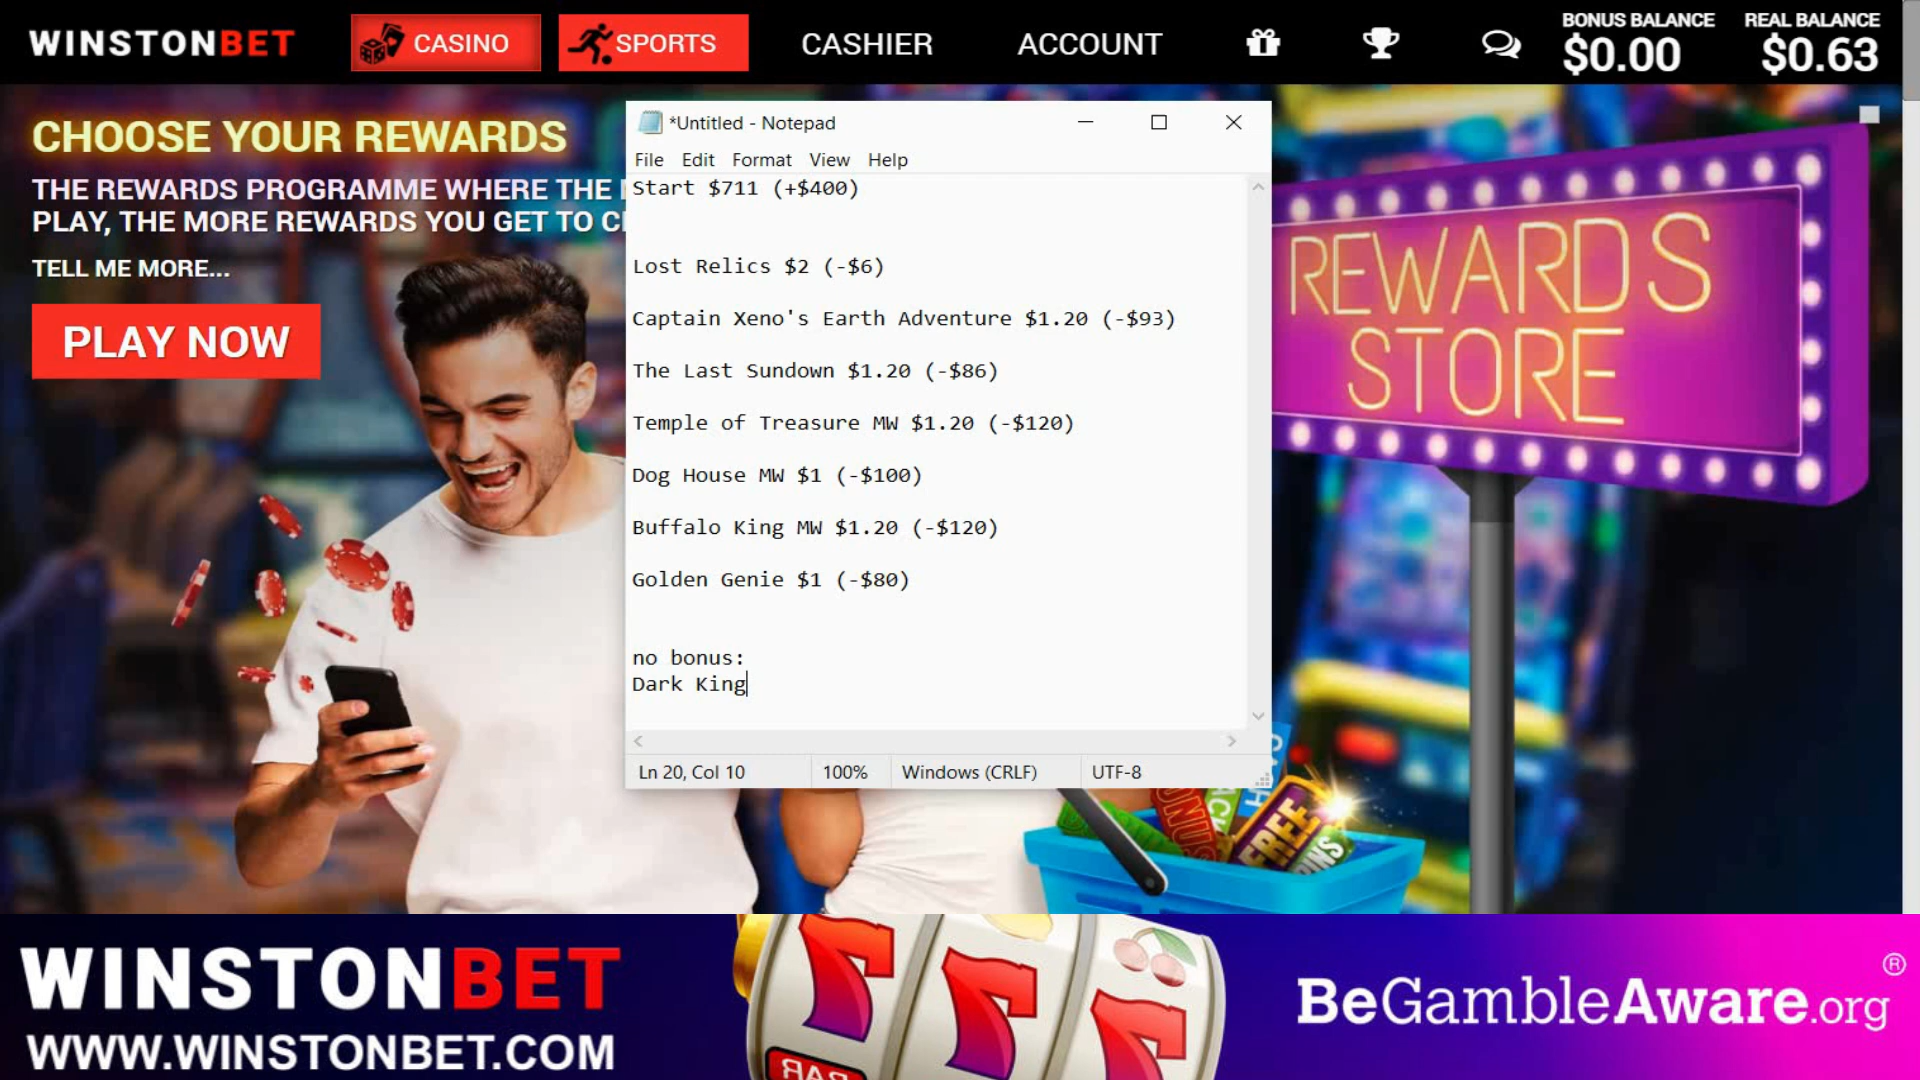 WINSTONBET
CASINO
SPORTS
CASHIER
ACCOUNT
BONUS BALANCE
$0.00
REAL BALANCE
$0.63
CHOOSE YOUR REWARDS
THE REWARDS PROGRAMME WHERE THE
PLAY, THE MORE REWARDS YOU GET TO
TELL ME MORE...
PLAY NOW
*Untitled - Notepad
File Edit Format View Help
Start $711 (+$400)
Lost Relics $2 (-$6)
Captain Xeno's Earth Adventure $1.20 (-$93)
The Last Sundown $1.20 (-$86)
Temple of Treasure MW $1.20 (-$120)
Dog House MW $1 (-$100)
Buffalo King MW $1.20 (-$120)
Golden Genie $1 (-$80)
no bonus:
Dark King
Ln 20, Col 10
100%
Windows (CRLF)
UTF-8
REWARDS
STORE
FREE
SPINS
WINSTONBET
WWW.WINSTONBET.COM
BAR
BeGambleAware.org
®